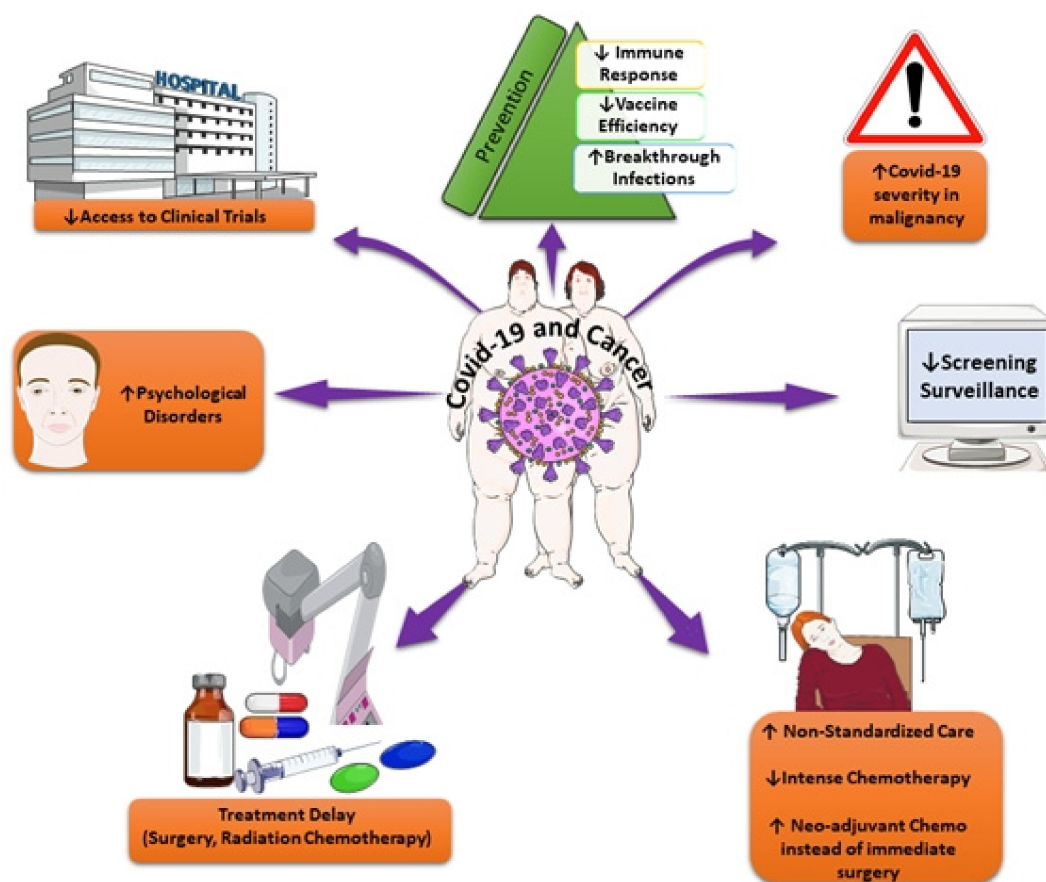 HOSPITAL
↓Access to Clinical Trials
Prevention
↓ Immune
Response
↓Vaccine
Efficiency
↑Breakthrough
Infections
↑Covid-19
severity in
malignancy
Covid-19 and Cancer
↑Psychological
Disorders
↓Screening
Surveillance
Treatment Delay
(Surgery, Radiation Chemotherapy)
↑ Non-Standardized Care
↓Intense Chemotherapy
↑ Neo-adjuvant Chemo
instead of immediate
surgery